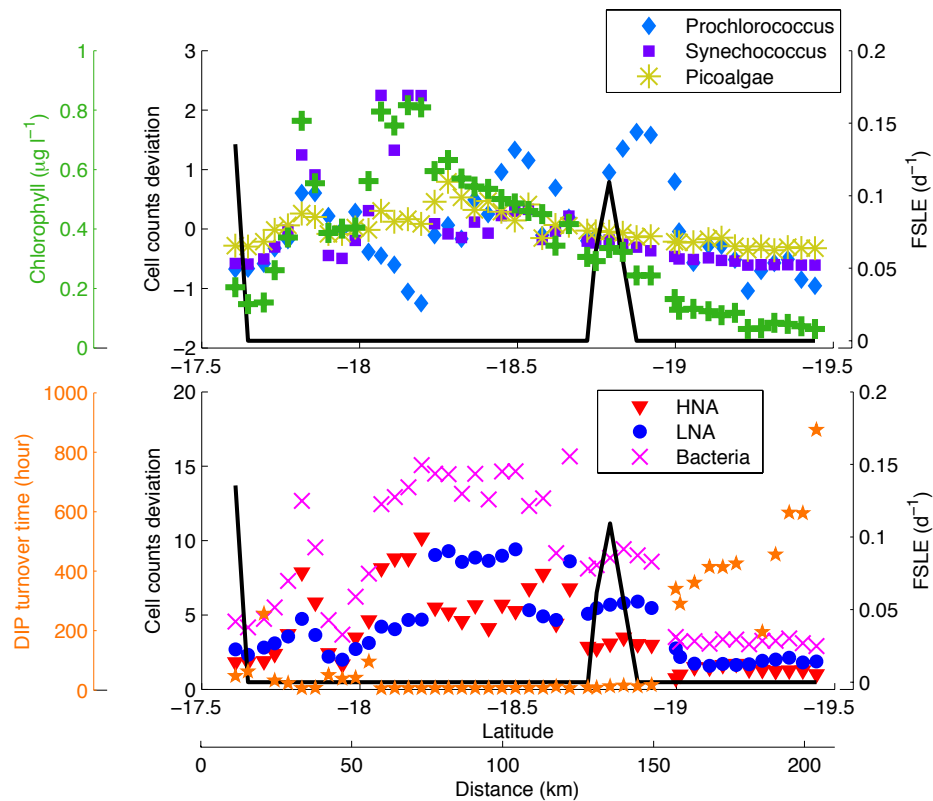 Prochlorococcus
Synechococcus
Picoalgae
Chlorophyll (µg l⁻¹)
1
0.8
0.6
0.4
0.2
0
Cell counts deviation
3
2
1
0
−1
−2
FSLE (d⁻¹)
0.2
0.15
0.1
0.05
0
−17.5 −18 −18.5 −19 −19.5
HNA
LNA
Bacteria
DIP turnover time (hour)
1000
800
600
400
200
0
Cell counts deviation
20
15
10
5
0
FSLE (d⁻¹)
0.2
0.15
0.1
0.05
0
−17.5 −18 −18.5 −19 −19.5
Latitude
0 50 100 150 200
Distance (km)